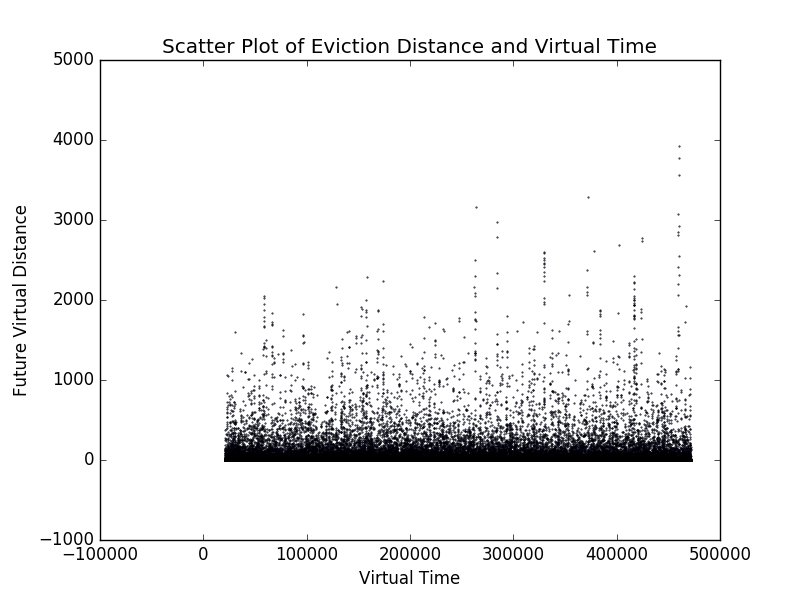 Scatter Plot of Eviction Distance and Virtual Time
5000
4000
3000
2000
1000
0
−1000
Future Virtual Distance
−100000 0 100000 200000 300000 400000 500000
Virtual Time